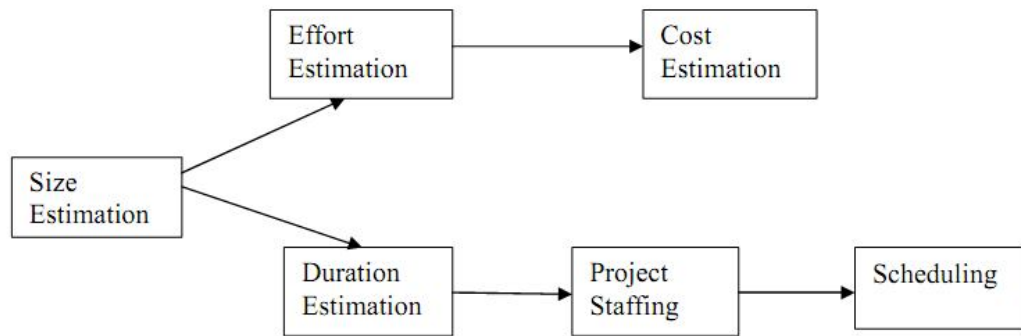 Effort
Estimation
Cost
Estimation
Size
Estimation
Duration
Estimation
Project
Staffing
Scheduling